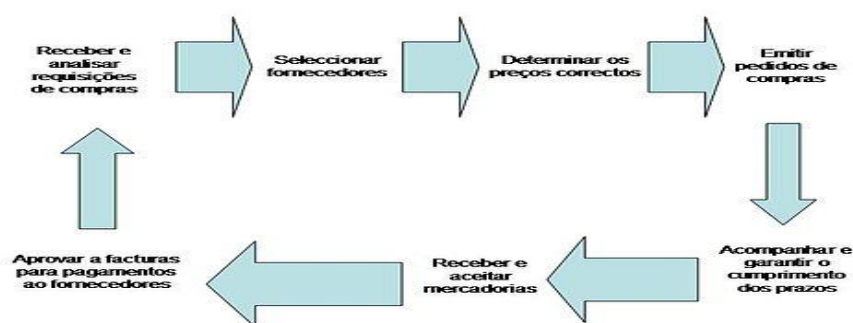 Receber e
analisar
requisições
de compras
Seleccionar
fornecedores
Determinar os
preços correctos
Emitir
pedidos de
compras
Acompanhar e
garantir o
cumprimento
dos prazos
Receber e
aceitar
mercadorias
Aprovar a facturas
para pagamentos
ao fornecedores